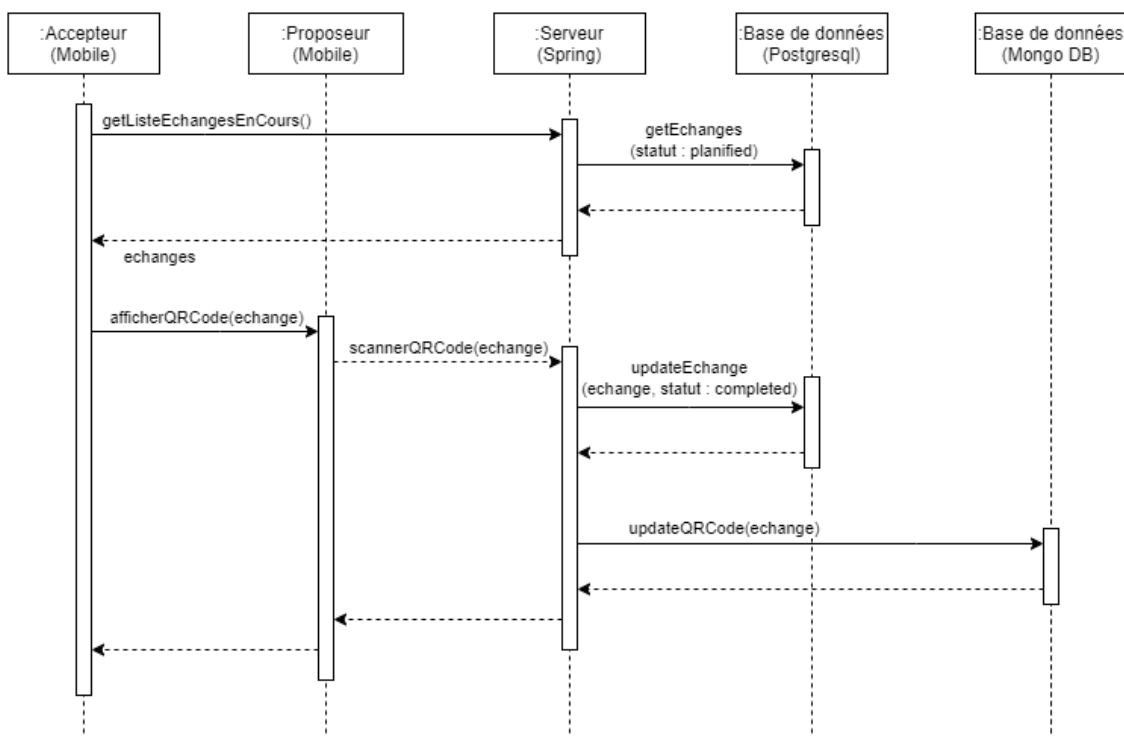 :Accepteur
(Mobile)
:Proposeur
(Mobile)
:Serveur
(Spring)
:Base de données
(Postgresql)
:Base de données
(Mongo DB)
getListeEchangesEnCours()
getEchanges
(statut : planified)
echanges
afficherQRCode(echange)
scannerQRCode(echange)
updateEchange
(echange, statut : completed)
updateQRCode(echange)